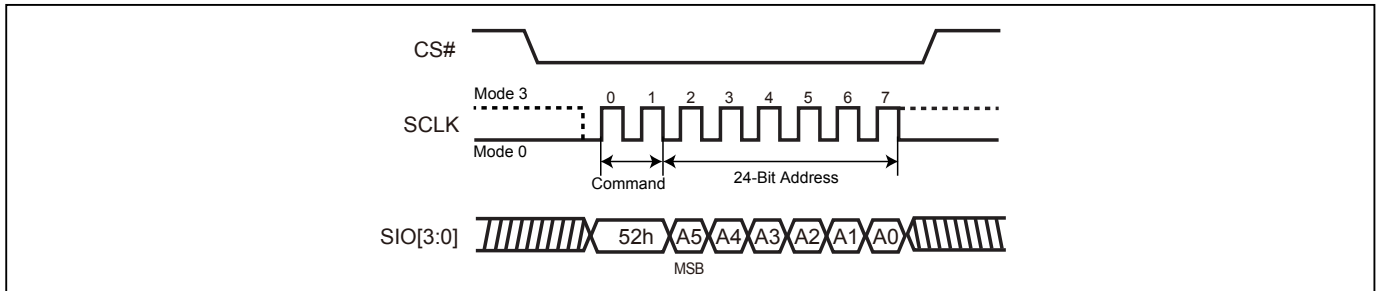 CS#
Mode 3
0 1 2 3 4 5 6 7
SCLK
Mode 0
Command
24-Bit Address
SIO[3:0]
52h A5 A4 A3 A2 A1 A0
MSB